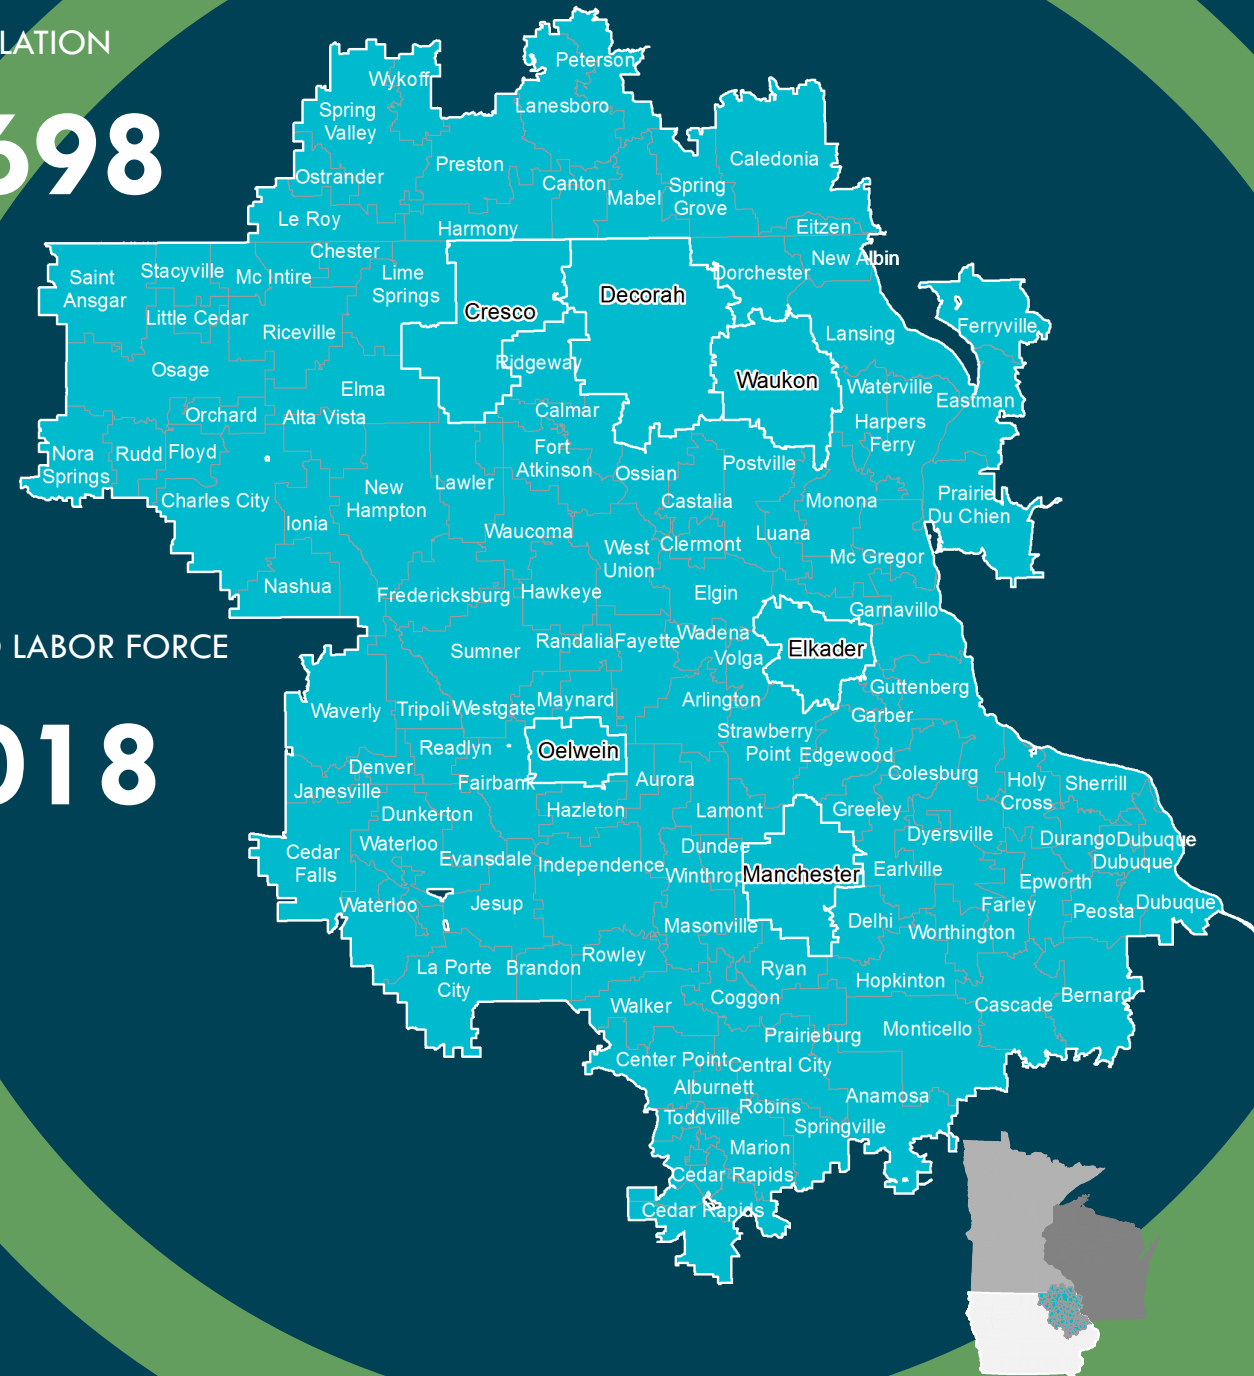 LATION
698
LABOR FORCE
018
Peterson
Wykoff
Lanesboro
Spring
Valley
Caledonia
Preston
Ostrander
Canton
Mabel
Spring
Grove
Le Roy
Harmony
Eitzen
Chester
New Albin
Saint
Ansgar
Stacyville
Mc Intire
Lime
Springs
Dorchester
Decorah
Cresco
Little Cedar
Riceville
Lansing
Ferryville
Ridgeway
Osage
Waukon
Elma
Waterville
Eastman
Orchard
Alta Vista
Calmar
Harpers
Ferry
Nora
Springs
Rudd
Floyd
Fort
Atkinson
Ossian
Postville
Charles City
New
Hampton
Lawler
Castalia
Monona
Prairie
Du Chien
Ionia
Waucoma
Luana
West
Union
Clermont
Mc Gregor
Nashua
Fredericksburg
Hawkeye
Elgin
Garnavillo
Sumner
Randalia
Fayette
Wadena
Volga
Elkader
Guttenberg
Waverly
Tripoli
Westgate
Maynard
Arlington
Garber
Strawberry
Point
Edgewood
Readlyn
Oelwein
Denver
Janesville
Fairbank
Aurora
Colesburg
Holy
Cross
Sherrill
Dunkerton
Hazleton
Lamont
Greeley
Waterloo
Dundee
Dyersville
Durango
Dubuque
Dubuque
Cedar
Falls
Evansdale
Independence
Winthrop
Manchester
Earlville
Epworth
Waterloo
Jesup
Farley
Peosta
Dubuque
Masonville
Delhi
Worthington
La Porte
City
Brandon
Rowley
Ryan
Hopkinton
Walker
Coggon
Cascade
Bernard
Prairieburg
Monticello
Center Point
Central City
Alburnett
Anamosa
Toddville
Robins
Springville
Marion
Cedar Rapids
Cedar Rapids